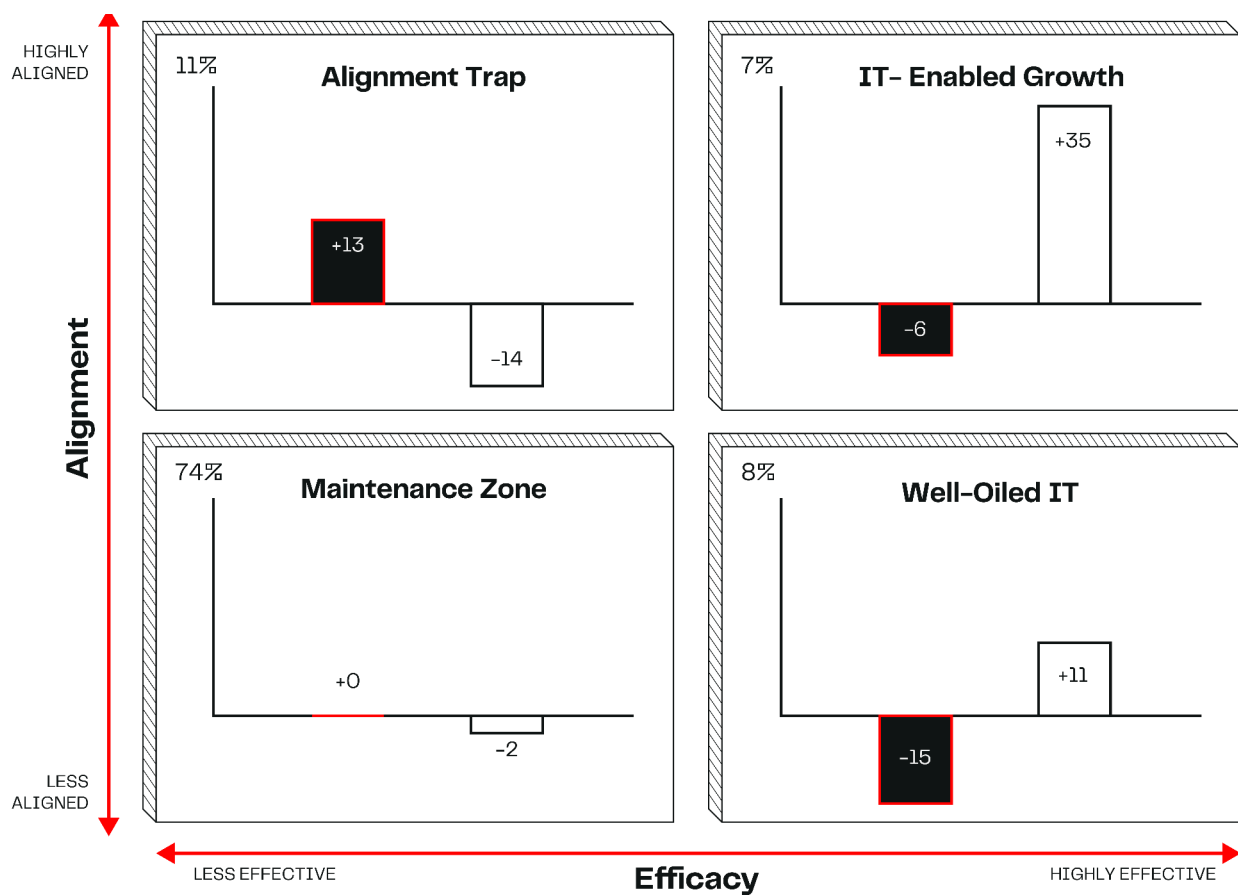 HIGHLY
ALIGNED
11%
Alignment Trap
+13
-14
7%
IT- Enabled Growth
+35
-6
Alignment
74%
Maintenance Zone
+0
-2
8%
Well-Oiled IT
+11
-15
LESS
ALIGNED
LESS EFFECTIVE
Efficacy
HIGHLY EFFECTIVE